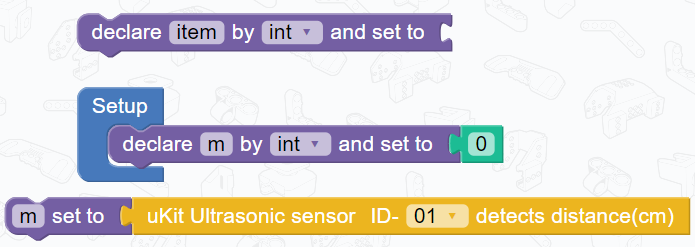 declare item by int and set to
Setup
declare m by int and set to 0
m set to uKit Ultrasonic sensor ID- 01 detects distance(cm)